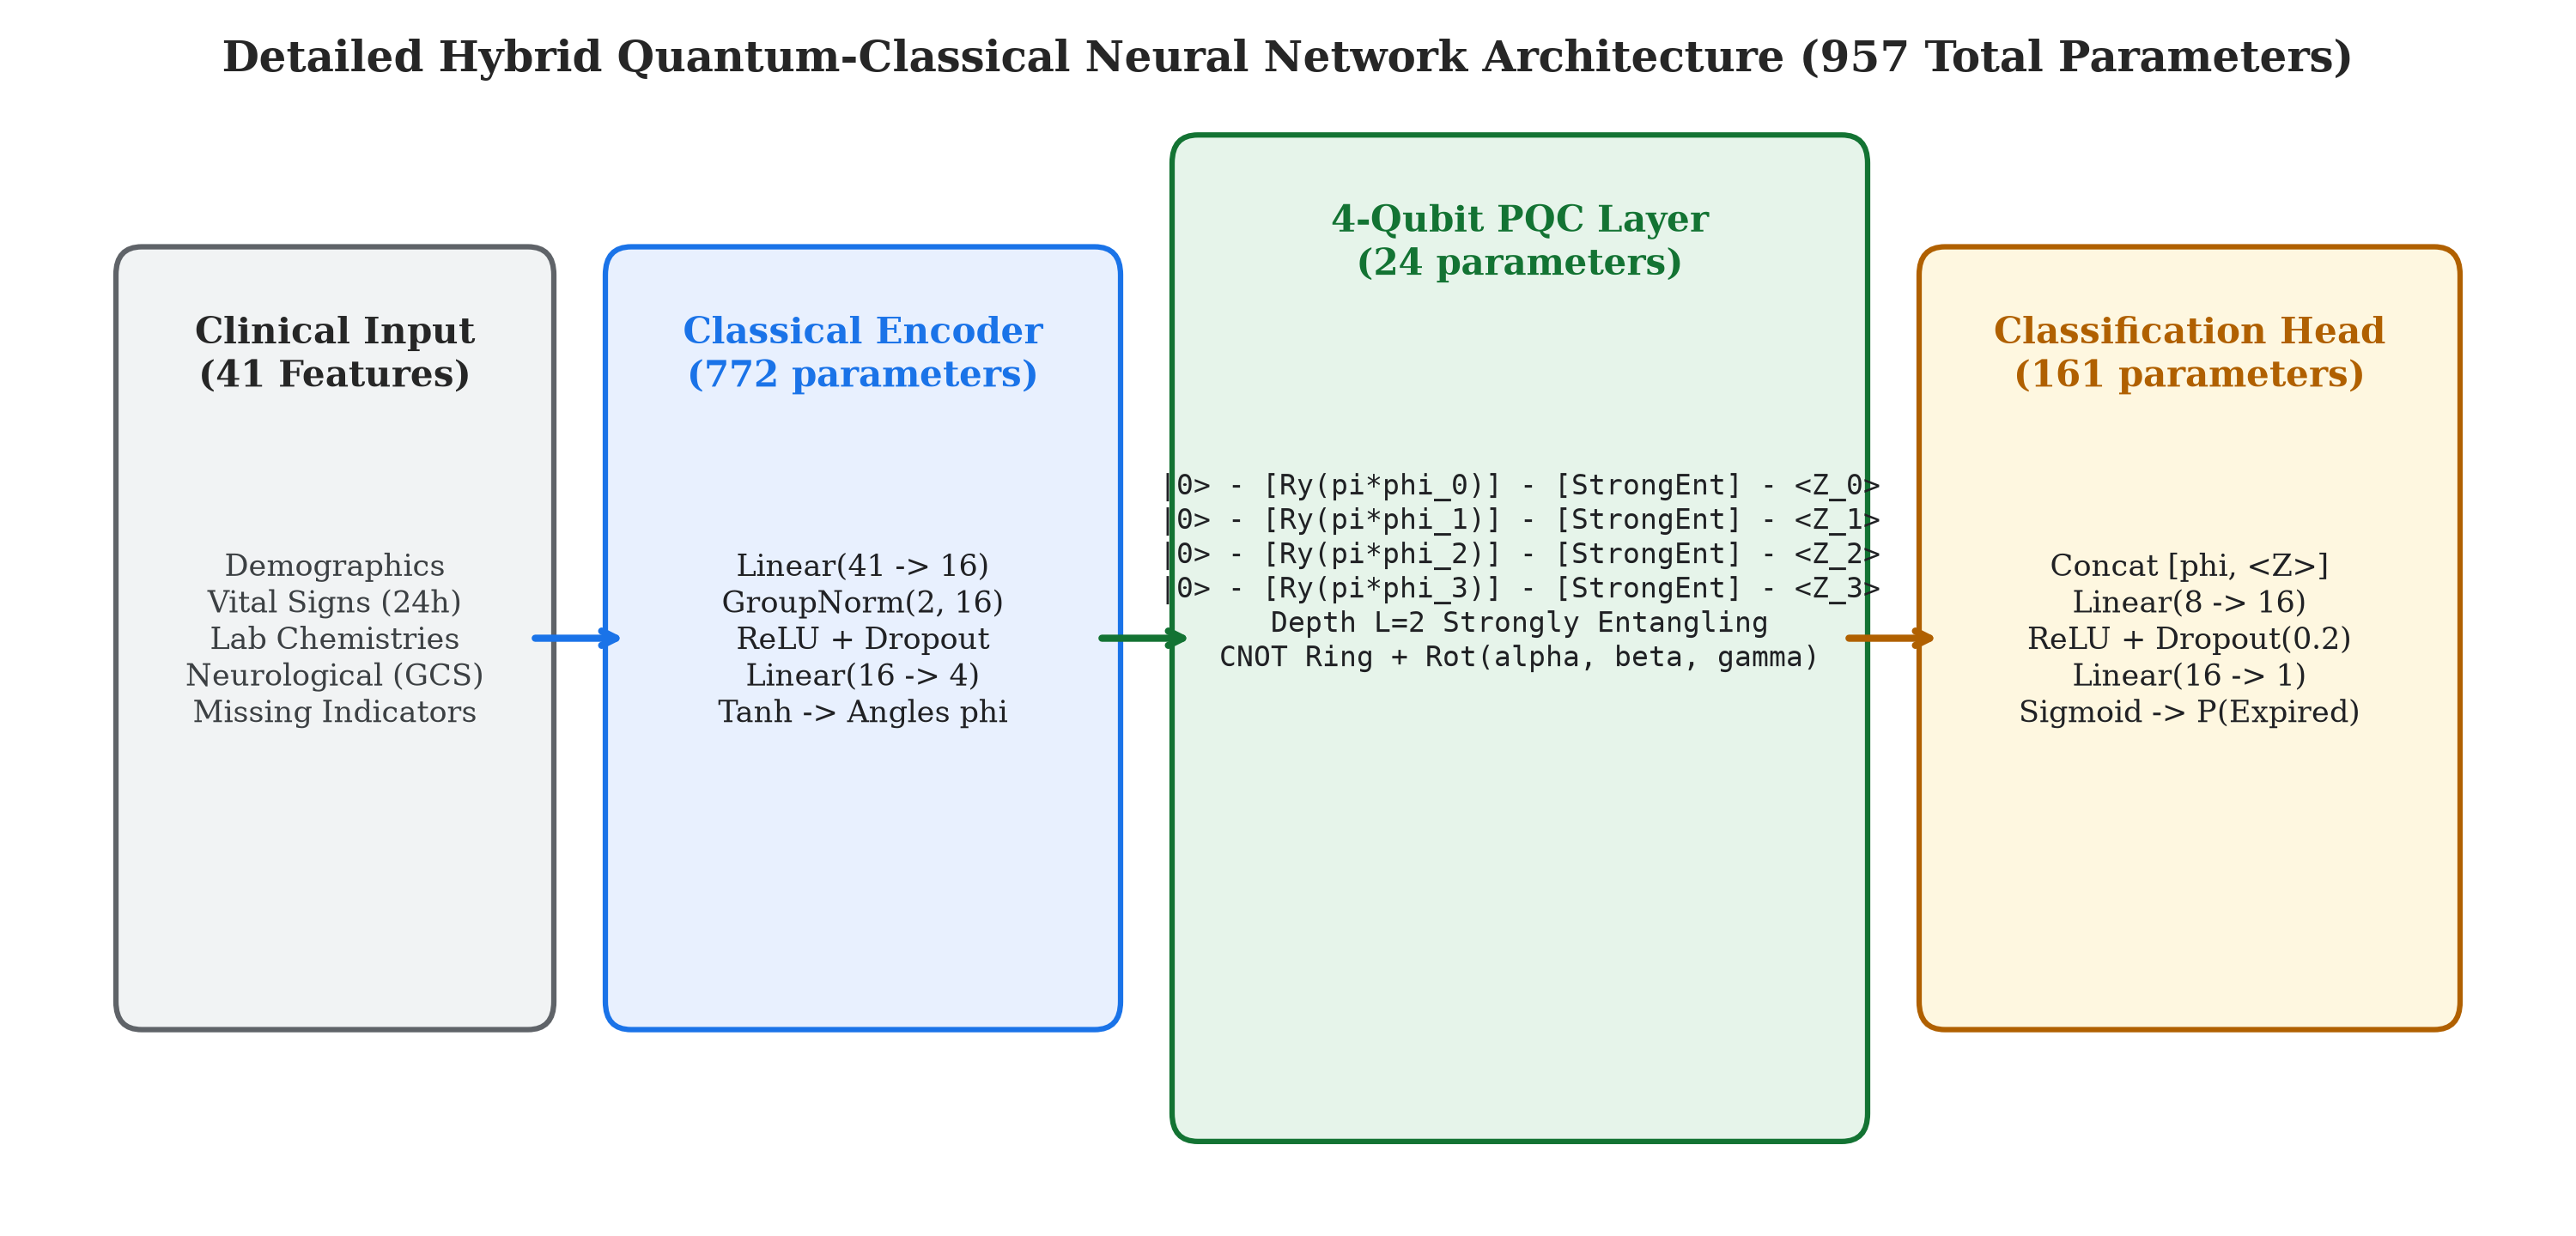 Detailed Hybrid Quantum-Classical Neural Network Architecture (957 Total Parameters)
Clinical Input
(41 Features)
Demographics
Vital Signs (24h)
Lab Chemistries
Neurological (GCS)
Missing Indicators
Classical Encoder
(772 parameters)
Linear(41 -> 16)
GroupNorm(2, 16)
ReLU + Dropout
Linear(16 -> 4)
Tanh -> Angles phi
4-Qubit PQC Layer
(24 parameters)
|0> - [Ry(pi*phi_0)] - [StrongEnt] - <Z_0>
|0> - [Ry(pi*phi_1)] - [StrongEnt] - <Z_1>
|0> - [Ry(pi*phi_2)] - [StrongEnt] - <Z_2>
|0> - [Ry(pi*phi_3)] - [StrongEnt] - <Z_3>
Depth L=2 Strongly Entangling
CNOT Ring + Rot(alpha, beta, gamma)
Classification Head
(161 parameters)
Concat [phi, <Z>]
Linear(8 -> 16)
ReLU + Dropout(0.2)
Linear(16 -> 1)
Sigmoid -> P(Expired)